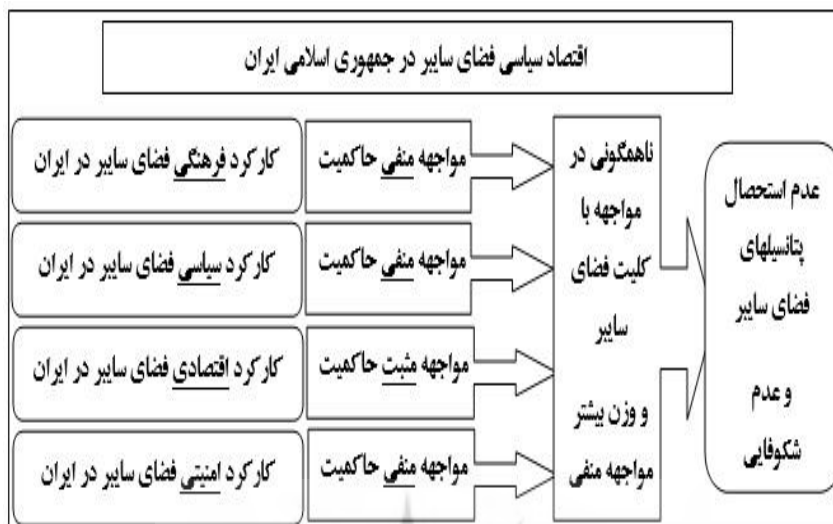 اقتصاد سیاسی فضای سایبر در جمهوری اسلامی ایران
کارکرد فرهنگی فضای سایبر در ایران
مواجهه منفی حاکمیت
کارکرد سیاسی فضای سایبر در ایران
مواجهه منفی حاکمیت
کارکرد اقتصادی فضای سایبر در ایران
مواجهه مثبت حاکمیت
کارکرد امنیتی فضای سایبر در ایران
مواجهه منفی حاکمیت
ناهمگونی در
مواجهه با
کلیت فضای
سایبر
و وزن بیشتر
مواجهه منفی
عدم استحصال
پتانسیلهای
فضای سایبر
و عدم
شکوفایی